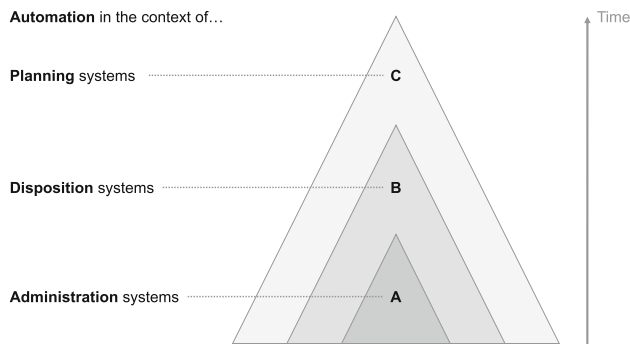 Automation in the context of…
Time
Planning systems
C
Disposition systems
B
Administration systems
A